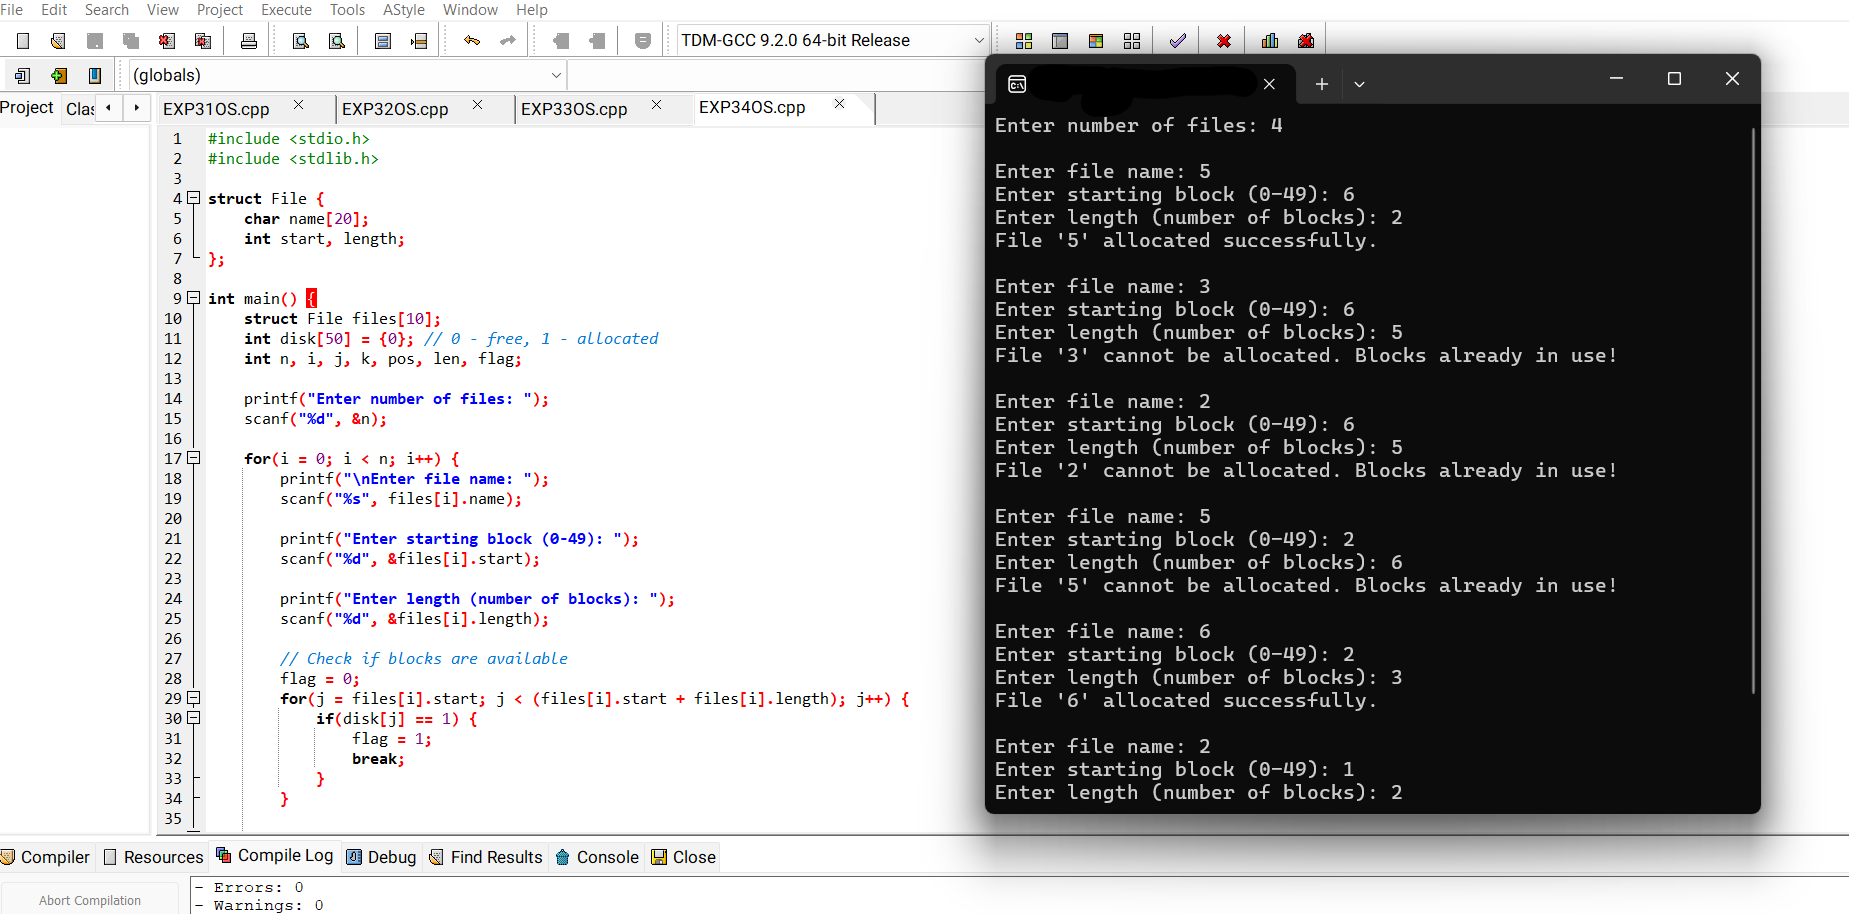 File Edit Search View Project Execute Tools AStyle Window Help
TDM-GCC 9.2.0 64-bit Release
(globals)
Project Clas
EXP31OS.cpp EXP32OS.cpp EXP33OS.cpp EXP34OS.cpp
1 #include <stdio.h>
2 #include <stdlib.h>
3
4 struct File {
5 char name[20];
6 int start, length;
7 };
8
9 int main() {
10 struct File files[10];
11 int disk[50] = {0}; // 0 - free, 1 - allocated
12 int n, i, j, k, pos, len, flag;
13
14 printf("Enter number of files: ");
15 scanf("%d", &n);
16
17 for(i = 0; i < n; i++) {
18 printf("\nEnter file name: ");
19 scanf("%s", files[i].name);
20
21 printf("Enter starting block (0-49): ");
22 scanf("%d", &files[i].start);
23
24 printf("Enter length (number of blocks): ");
25 scanf("%d", &files[i].length);
26
27 // Check if blocks are available
28 flag = 0;
29 for(j = files[i].start; j < (files[i].start + files[i].length); j++) {
30 if(disk[j] == 1) {
31 flag = 1;
32 break;
33 }
34 }
35
Compiler Resources Compile Log Debug Find Results Console Close
Abort Compilation
- Errors: 0
- Warnings: 0
C:\
Enter number of files: 4
Enter file name: 5
Enter starting block (0-49): 6
Enter length (number of blocks): 2
File '5' allocated successfully.
Enter file name: 3
Enter starting block (0-49): 6
Enter length (number of blocks): 5
File '3' cannot be allocated. Blocks already in use!
Enter file name: 2
Enter starting block (0-49): 6
Enter length (number of blocks): 5
File '2' cannot be allocated. Blocks already in use!
Enter file name: 5
Enter starting block (0-49): 2
Enter length (number of blocks): 6
File '5' cannot be allocated. Blocks already in use!
Enter file name: 6
Enter starting block (0-49): 2
Enter length (number of blocks): 3
File '6' allocated successfully.
Enter file name: 2
Enter starting block (0-49): 1
Enter length (number of blocks): 2